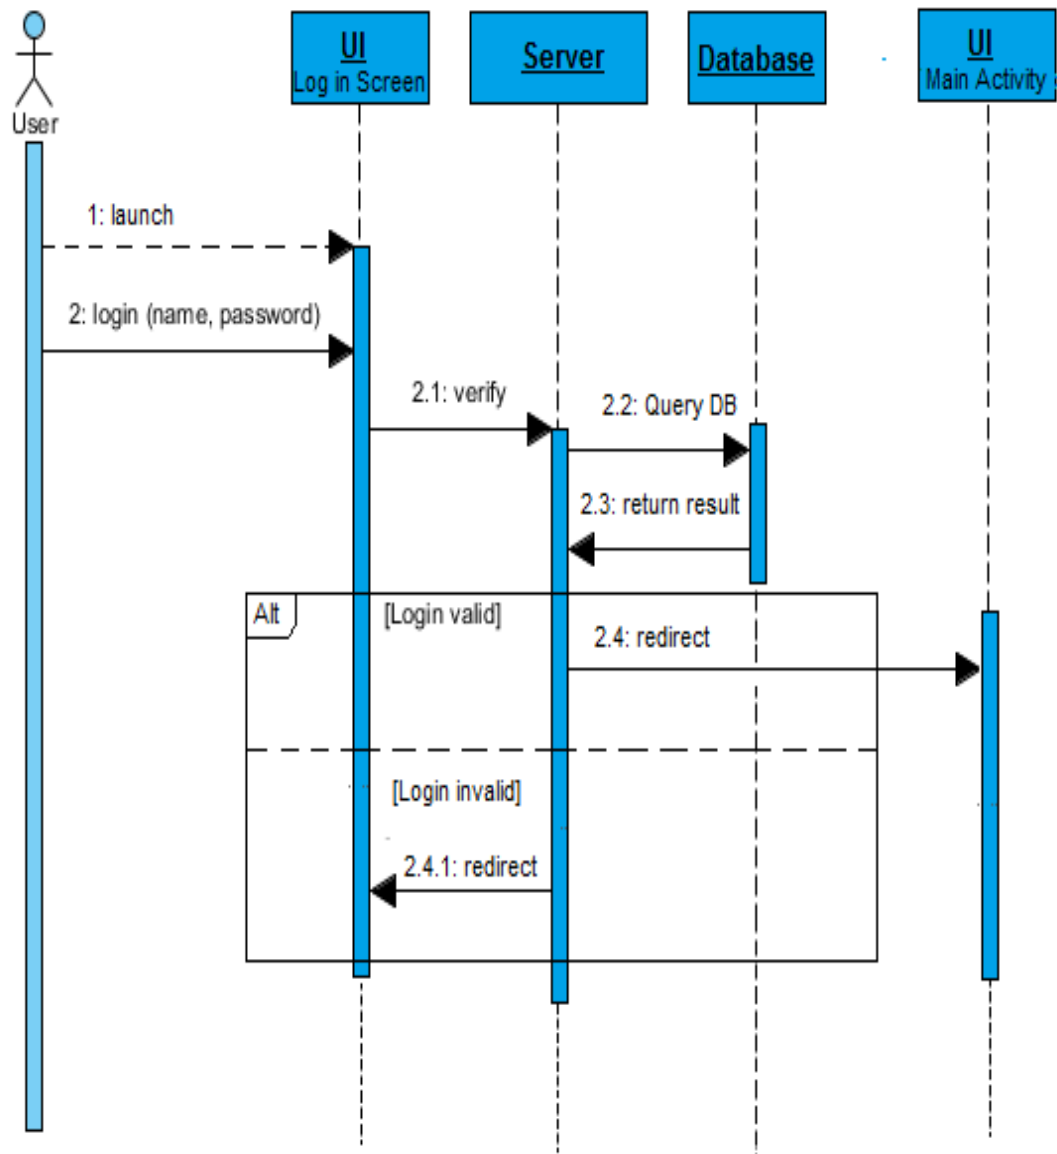 User
UI
Log in Screen
Server
Database
UI
Main Activity
1: launch
2: login (name, password)
2.1: verify
2.2: Query DB
2.3: return result
Alt
[Login valid]
2.4: redirect
[Login invalid]
2.4.1: redirect